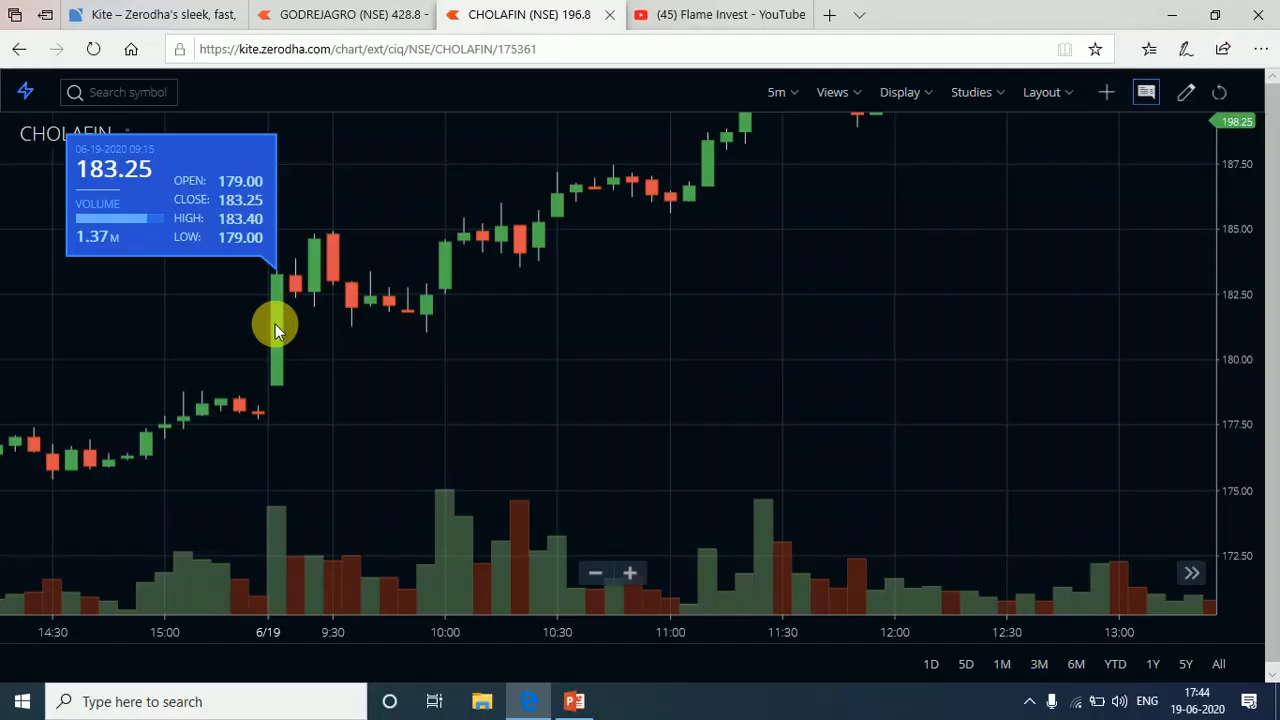 Kite – Zerodha's sleek, fast,
GODREJAGRO (NSE) 428.8 -
CHOLAFIN (NSE) 196.8
(45) Flame Invest - YouTube
https://kite.zerodha.com/chart/ext/ciq/NSE/CHOLAFIN/175361
Search symbol
5m
Views
Display
Studies
Layout
CHOLAFIN
06-19-2020 09:15
183.25
VOLUME
1.37 M
OPEN: 179.00
CLOSE: 183.25
HIGH: 183.40
LOW: 179.00
198.25
187.50
185.00
182.50
180.00
177.50
175.00
172.50
14:30 15:00 6/19 9:30 10:00 10:30 11:00 11:30 12:00 12:30 13:00
1D 5D 1M 3M 6M YTD 1Y 5Y All
Type here to search
ENG
17:44
19-06-2020